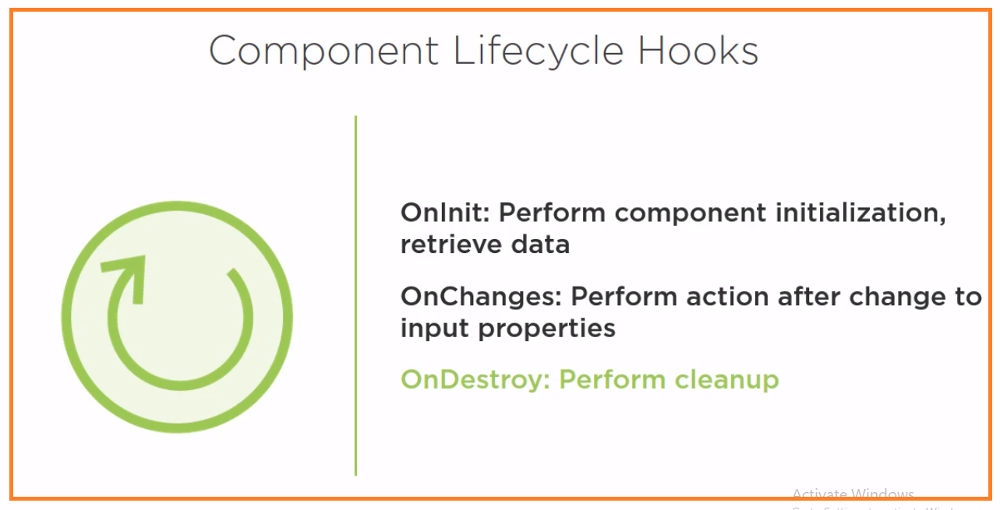 Component Lifecycle Hooks
OnInit: Perform component initialization,
retrieve data
OnChanges: Perform action after change to
input properties
OnDestroy: Perform cleanup
Activate Windows